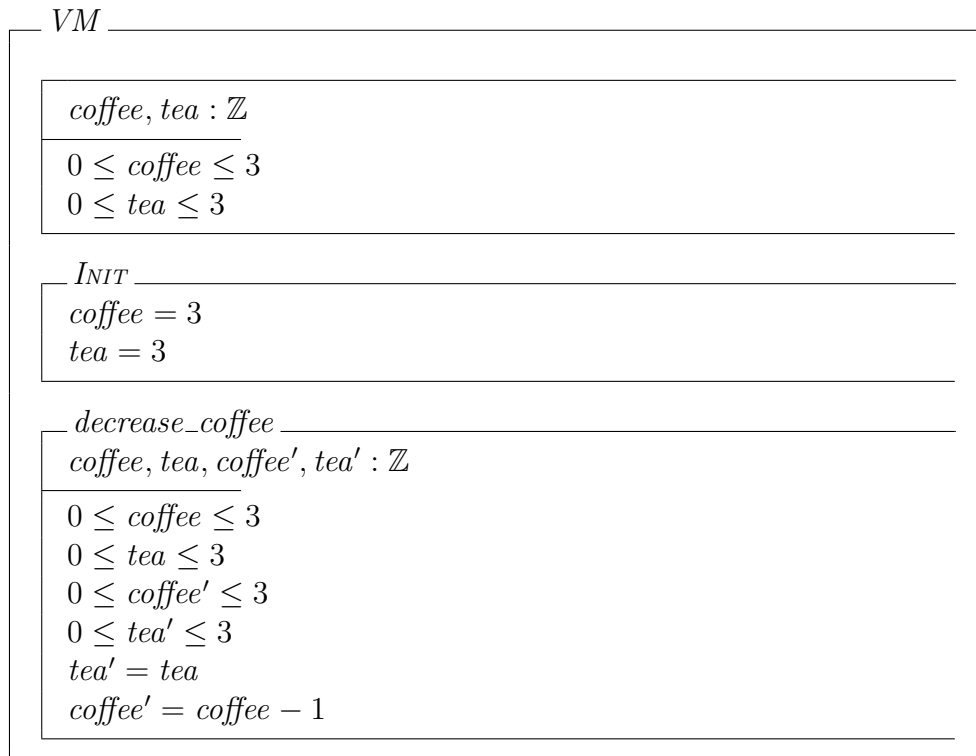 VM
coffee, tea : ℤ
0 ≤ coffee ≤ 3
0 ≤ tea ≤ 3
INIT
coffee = 3
tea = 3
decrease_coffee
coffee, tea, coffee′, tea′ : ℤ
0 ≤ coffee ≤ 3
0 ≤ tea ≤ 3
0 ≤ coffee′ ≤ 3
0 ≤ tea′ ≤ 3
tea′ = tea
coffee′ = coffee − 1